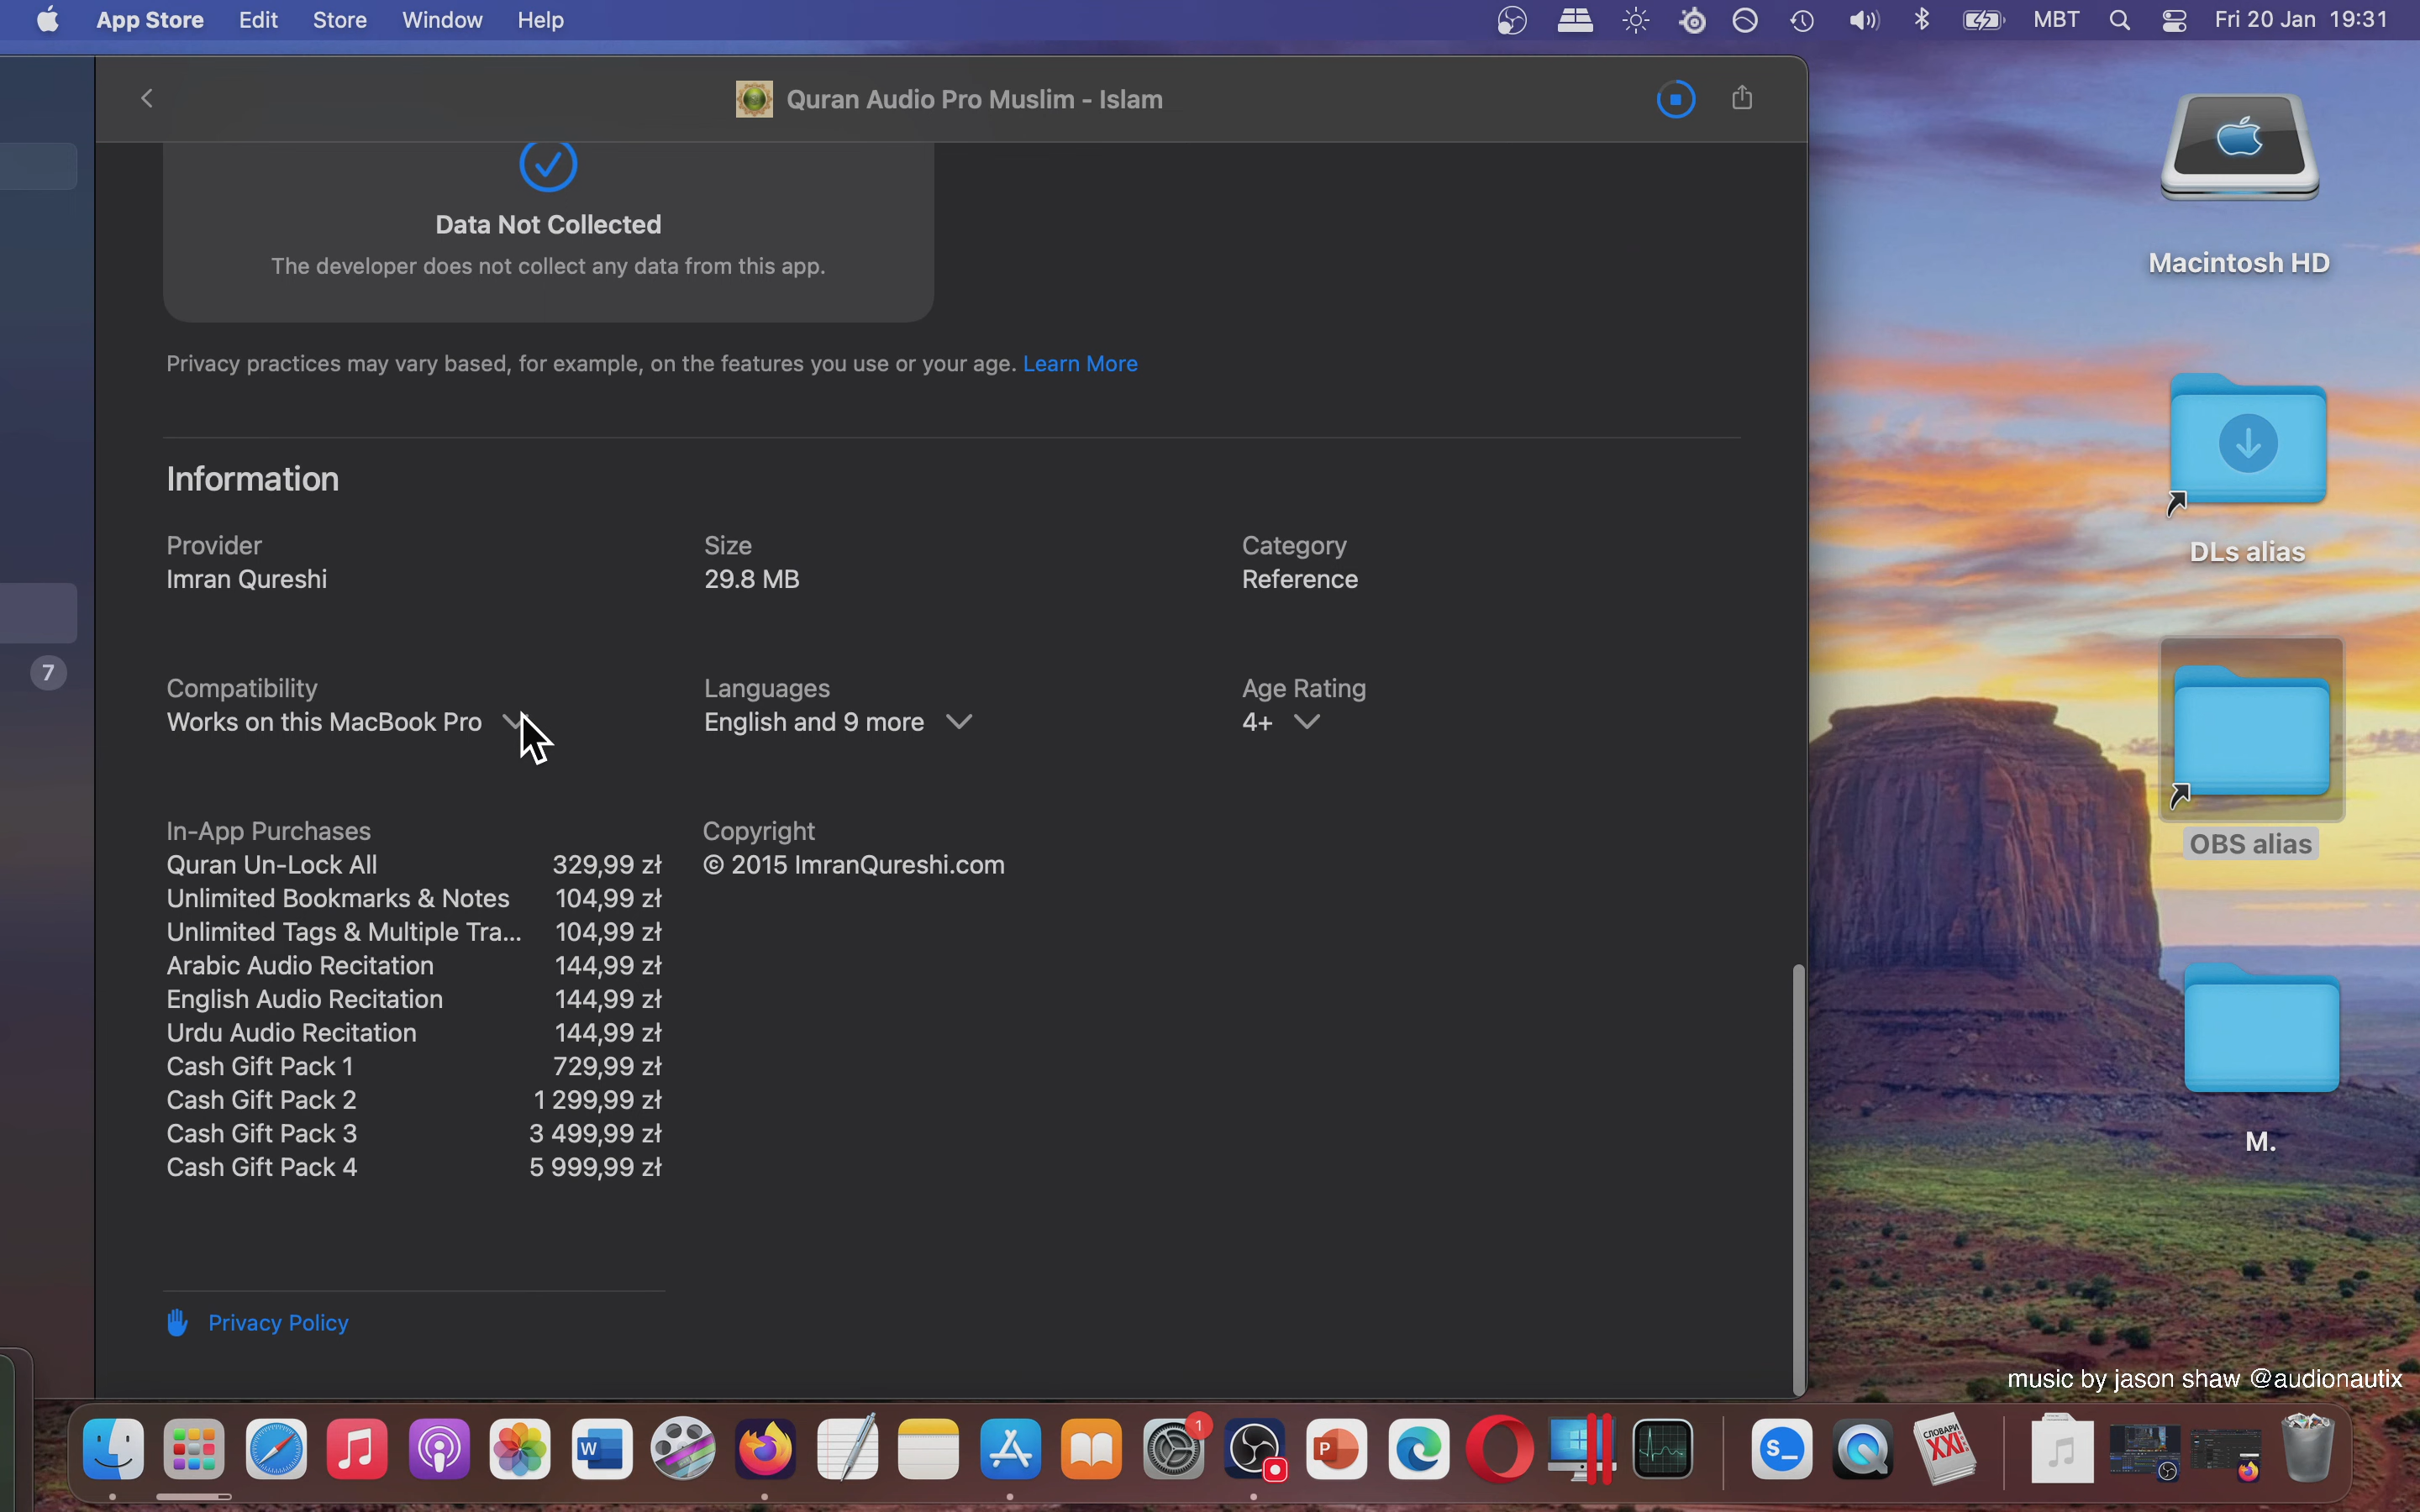 App Store Edit Store Window Help MBT Fri 20 Jan 19:31
Quran Audio Pro Muslim - Islam
Data Not Collected
The developer does not collect any data from this app.
Privacy practices may vary based, for example, on the features you use or your age. Learn More
Information
Provider
Imran Qureshi
Size
29.8 MB
Category
Reference
7
Compatibility
Works on this MacBook Pro
Languages
English and 9 more
Age Rating
4+
In-App Purchases
Quran Un-Lock All 329,99 zł
Unlimited Bookmarks & Notes 104,99 zł
Unlimited Tags & Multiple Tra... 104,99 zł
Arabic Audio Recitation 144,99 zł
English Audio Recitation 144,99 zł
Urdu Audio Recitation 144,99 zł
Cash Gift Pack 1 729,99 zł
Cash Gift Pack 2 1 299,99 zł
Cash Gift Pack 3 3 499,99 zł
Cash Gift Pack 4 5 999,99 zł
Copyright
© 2015 ImranQureshi.com
Privacy Policy
Macintosh HD
DLs alias
OBS alias
M.
music by jason shaw @audionautix
W
1
P
S_
СЛОВАРИ
XXI